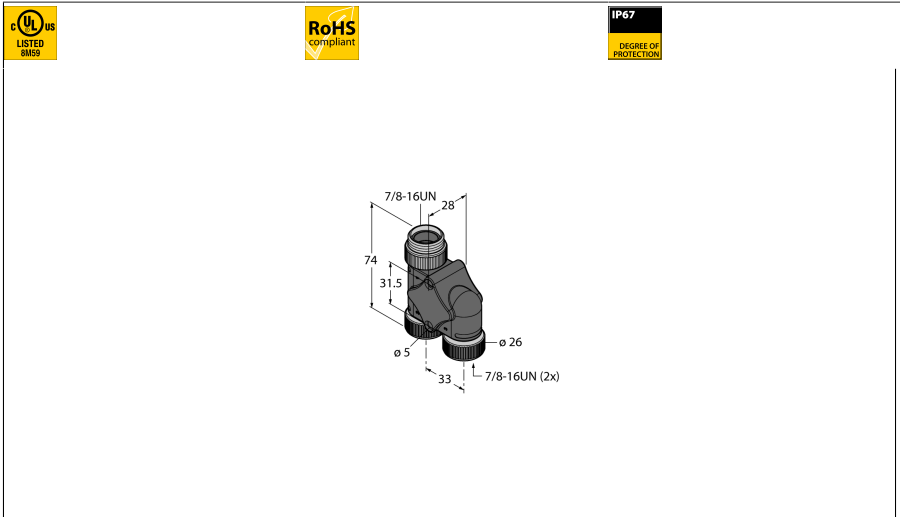 c UL US
LISTED
8M59
RoHS
compliant
IP67
DEGREE OF
PROTECTION
7/8-16UN
28
74
31.5
ø 5
ø 26
33
7/8-16UN (2x)